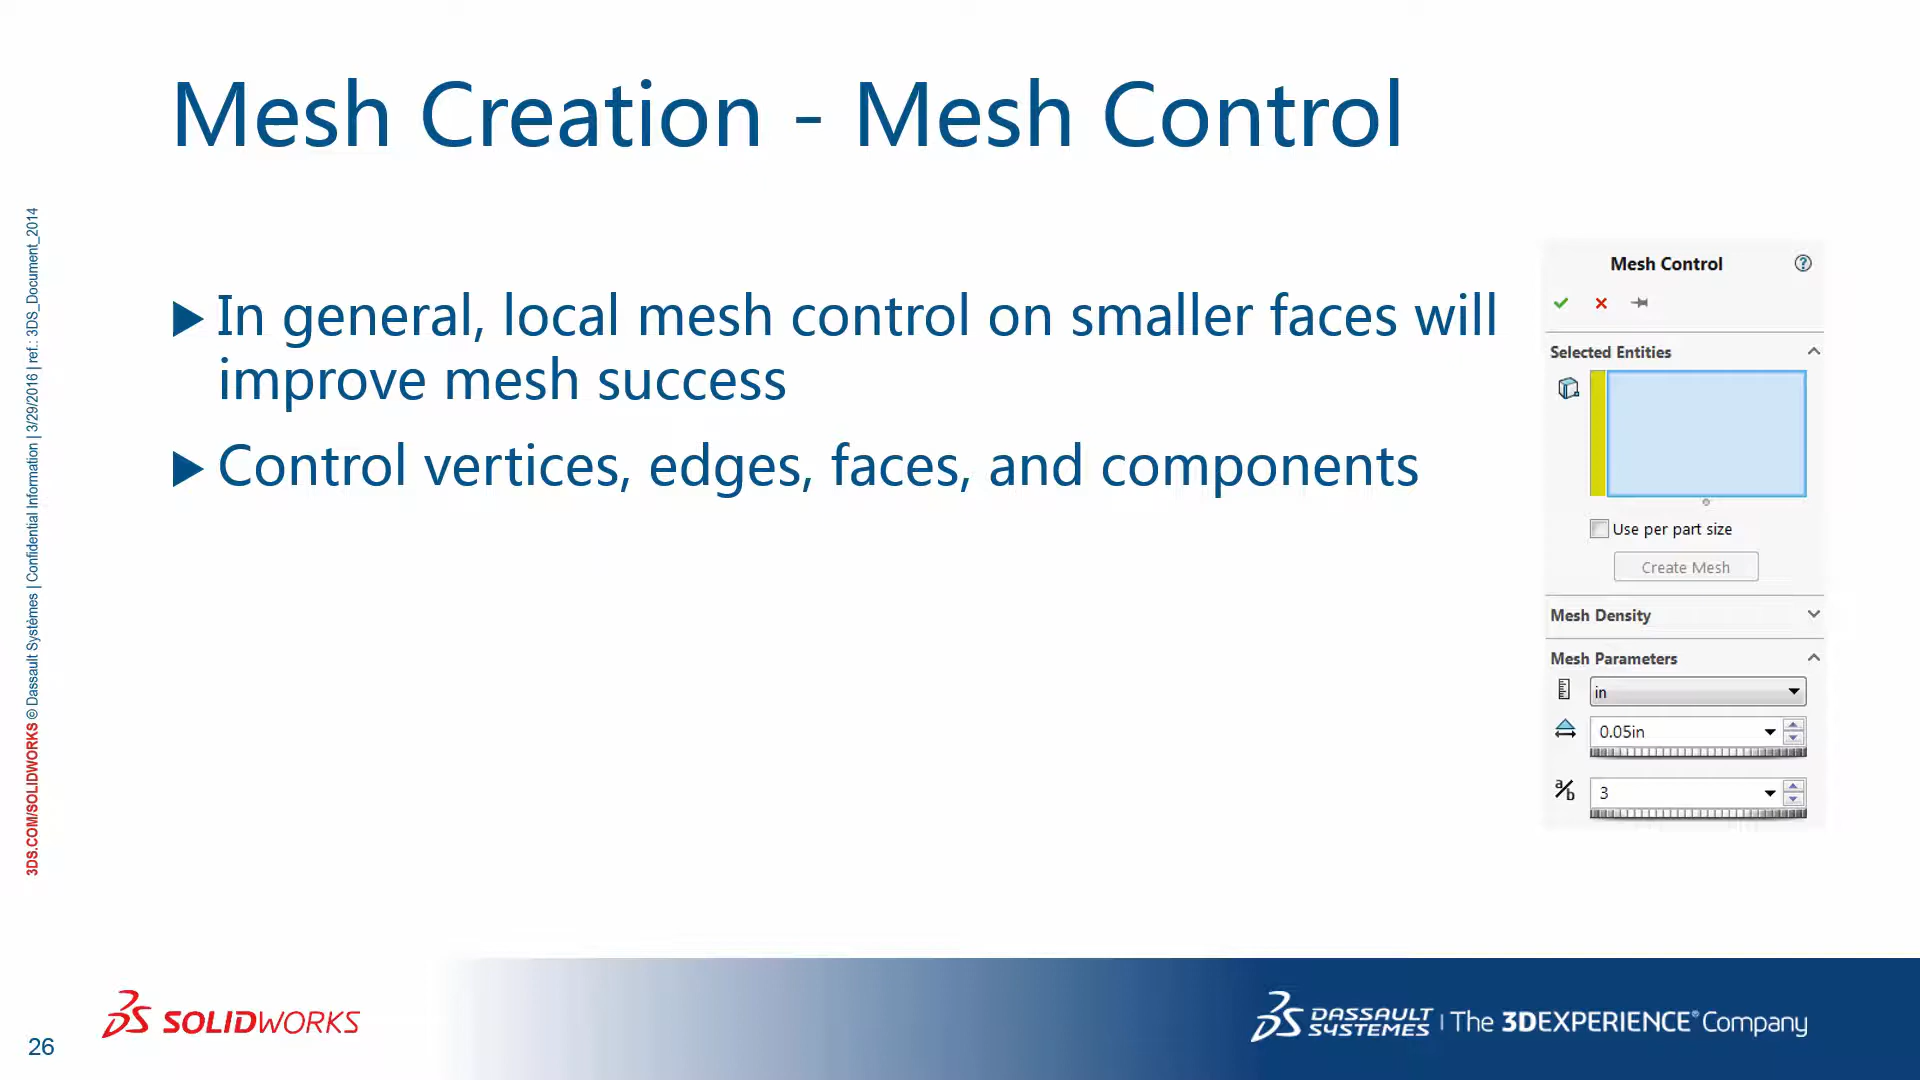 Mesh Creation - Mesh Control
3DS.COM/SOLIDWORKS © Dassault Systèmes | Confidential Information | 3/29/2016 | ref.: 3DS_Document_2014
In general, local mesh control on smaller faces will
improve mesh success
Control vertices, edges, faces, and components
Mesh Control
?
Selected Entities
Use per part size
Create Mesh
Mesh Density
Mesh Parameters
in
0.05in
a/b
3
SOLIDWORKS
DASSAULT
SYSTEMES
| The 3DEXPERIENCE® Company
26